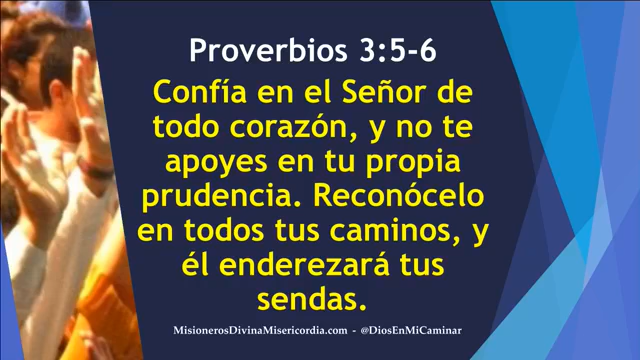 Proverbios 3:5-6
Confía en el Señor de
todo corazón, y no te
apoyes en tu propia
prudencia. Reconócelo
en todos tus caminos, y
él enderezará tus
sendas.
MisionerosDivinaMisericordia.com - @DiosEnMiCaminar